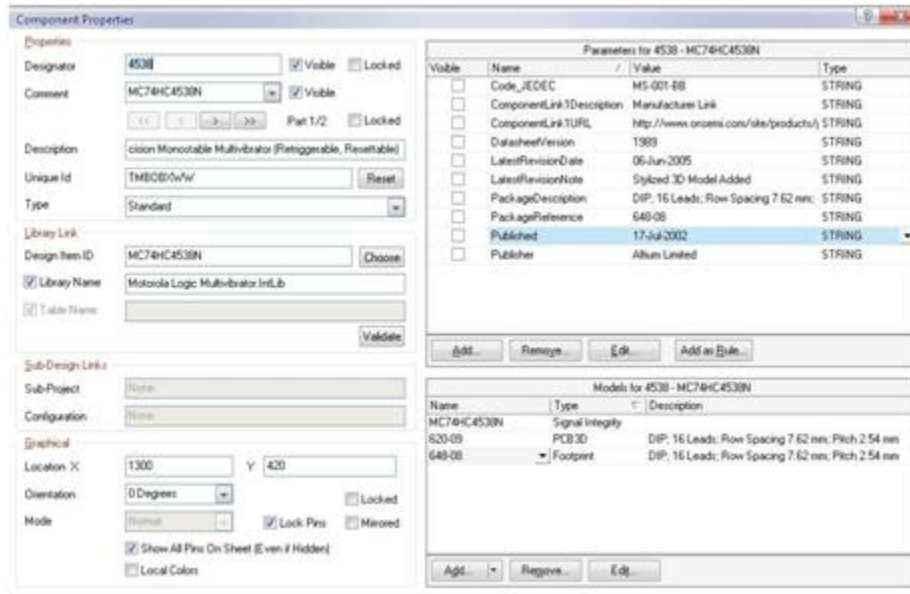 Component Properties
Properties
Designator 4538 Visible Locked
Comment MC74HC4538N Visible
<< < > >> Part 1/2 Locked
Description cision Monostable Multivibrator (Retriggerable, Resettable)
Unique Id Reset
Type Standard
Library Link
Design Item ID MC74HC4538N Choose
Library Name Motorola Logic Multivibrator.IntLib
Table Name
Validate
Sub-Design Links
Sub-Project None
Configuration None
Graphical
Location X 1300 Y 420
Orientation 0 Degrees Locked
Mode Normal Lock Pins Mirrored
Show All Pins On Sheet (Even if Hidden)
Local Colors
Parameters for 4538 - MC74HC4538N
Visible Name / Value Type
Code_JEDEC MS-001-BB STRING
ComponentLink1Description Manufacturer Link STRING
ComponentLink1URL http://www.onsemi.com/site/products/ STRING
DatasheetVersion 1989 STRING
LatestRevisionDate 06-Jun-2005 STRING
LatestRevisionNote Stylized 3D Model Added STRING
PackageDescription DIP; 16 Leads; Row Spacing 7.62 mm; STRING
PackageReference 648-08 STRING
Published 17-Jul-2002 STRING
Publisher Altium Limited STRING
Add... Remove... Edit... Add as Rule...
Models for 4538 - MC74HC4538N
Name Type Description
MC74HC4538N Signal Integrity
620-09 PCB3D DIP; 16 Leads; Row Spacing 7.62 mm; Pitch 2.54 mm
648-08 Footprint DIP; 16 Leads; Row Spacing 7.62 mm; Pitch 2.54 mm
Add... Remove... Edit...